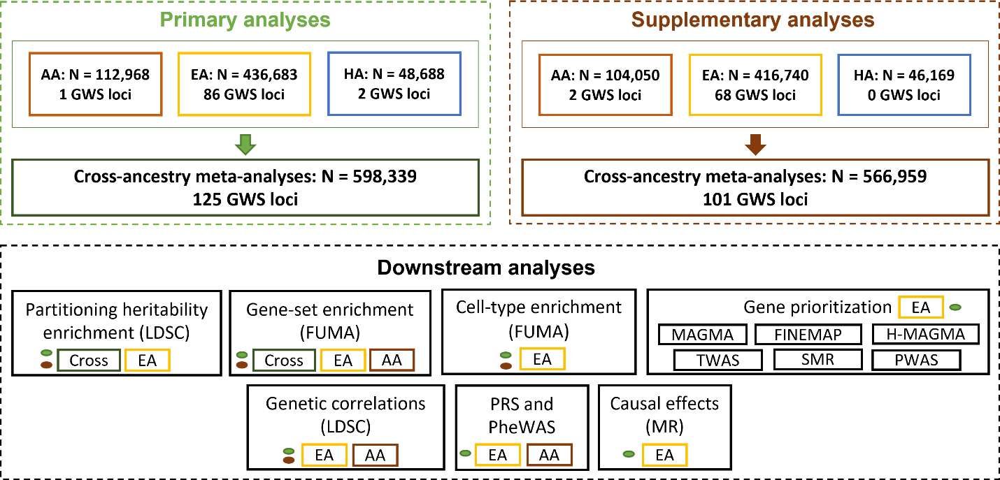 Primary analyses
AA: N = 112,968
1 GWS loci
EA: N = 436,683
86 GWS loci
HA: N = 48,688
2 GWS loci
Cross-ancestry meta-analyses: N = 598,339
125 GWS loci
Supplementary analyses
AA: N = 104,050
2 GWS loci
EA: N = 416,740
68 GWS loci
HA: N = 46,169
0 GWS loci
Cross-ancestry meta-analyses: N = 566,959
101 GWS loci
Downstream analyses
Partitioning heritability
enrichment (LDSC)
Cross
EA
Gene-set enrichment
(FUMA)
Cross
EA
AA
Cell-type enrichment
(FUMA)
EA
Gene prioritization
EA
MAGMA
FINEMAP
H-MAGMA
TWAS
SMR
PWAS
Genetic correlations
(LDSC)
EA
AA
PRS and
PheWAS
EA
AA
Causal effects
(MR)
EA